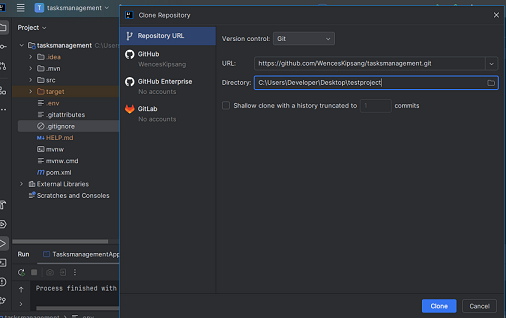 T tasksmanagement
Project
tasksmanagement C:\Users
.idea
.mvn
src
target
.env
.gitattributes
.gitignore
HELP.md
mvnw
mvnw.cmd
pom.xml
External Libraries
Scratches and Consoles
Run TasksmanagementApp
Process finished with
tasksmanagement > .env
Clone Repository
Repository URL
GitHub
WencesKipsang
GitHub Enterprise
No accounts
GitLab
No accounts
Version control: Git
URL: https://github.com/WencesKipsang/tasksmanagement.git
Directory: C:\Users\Developer\Desktop\testproject
Shallow clone with a history truncated to 1 commits
Clone Cancel